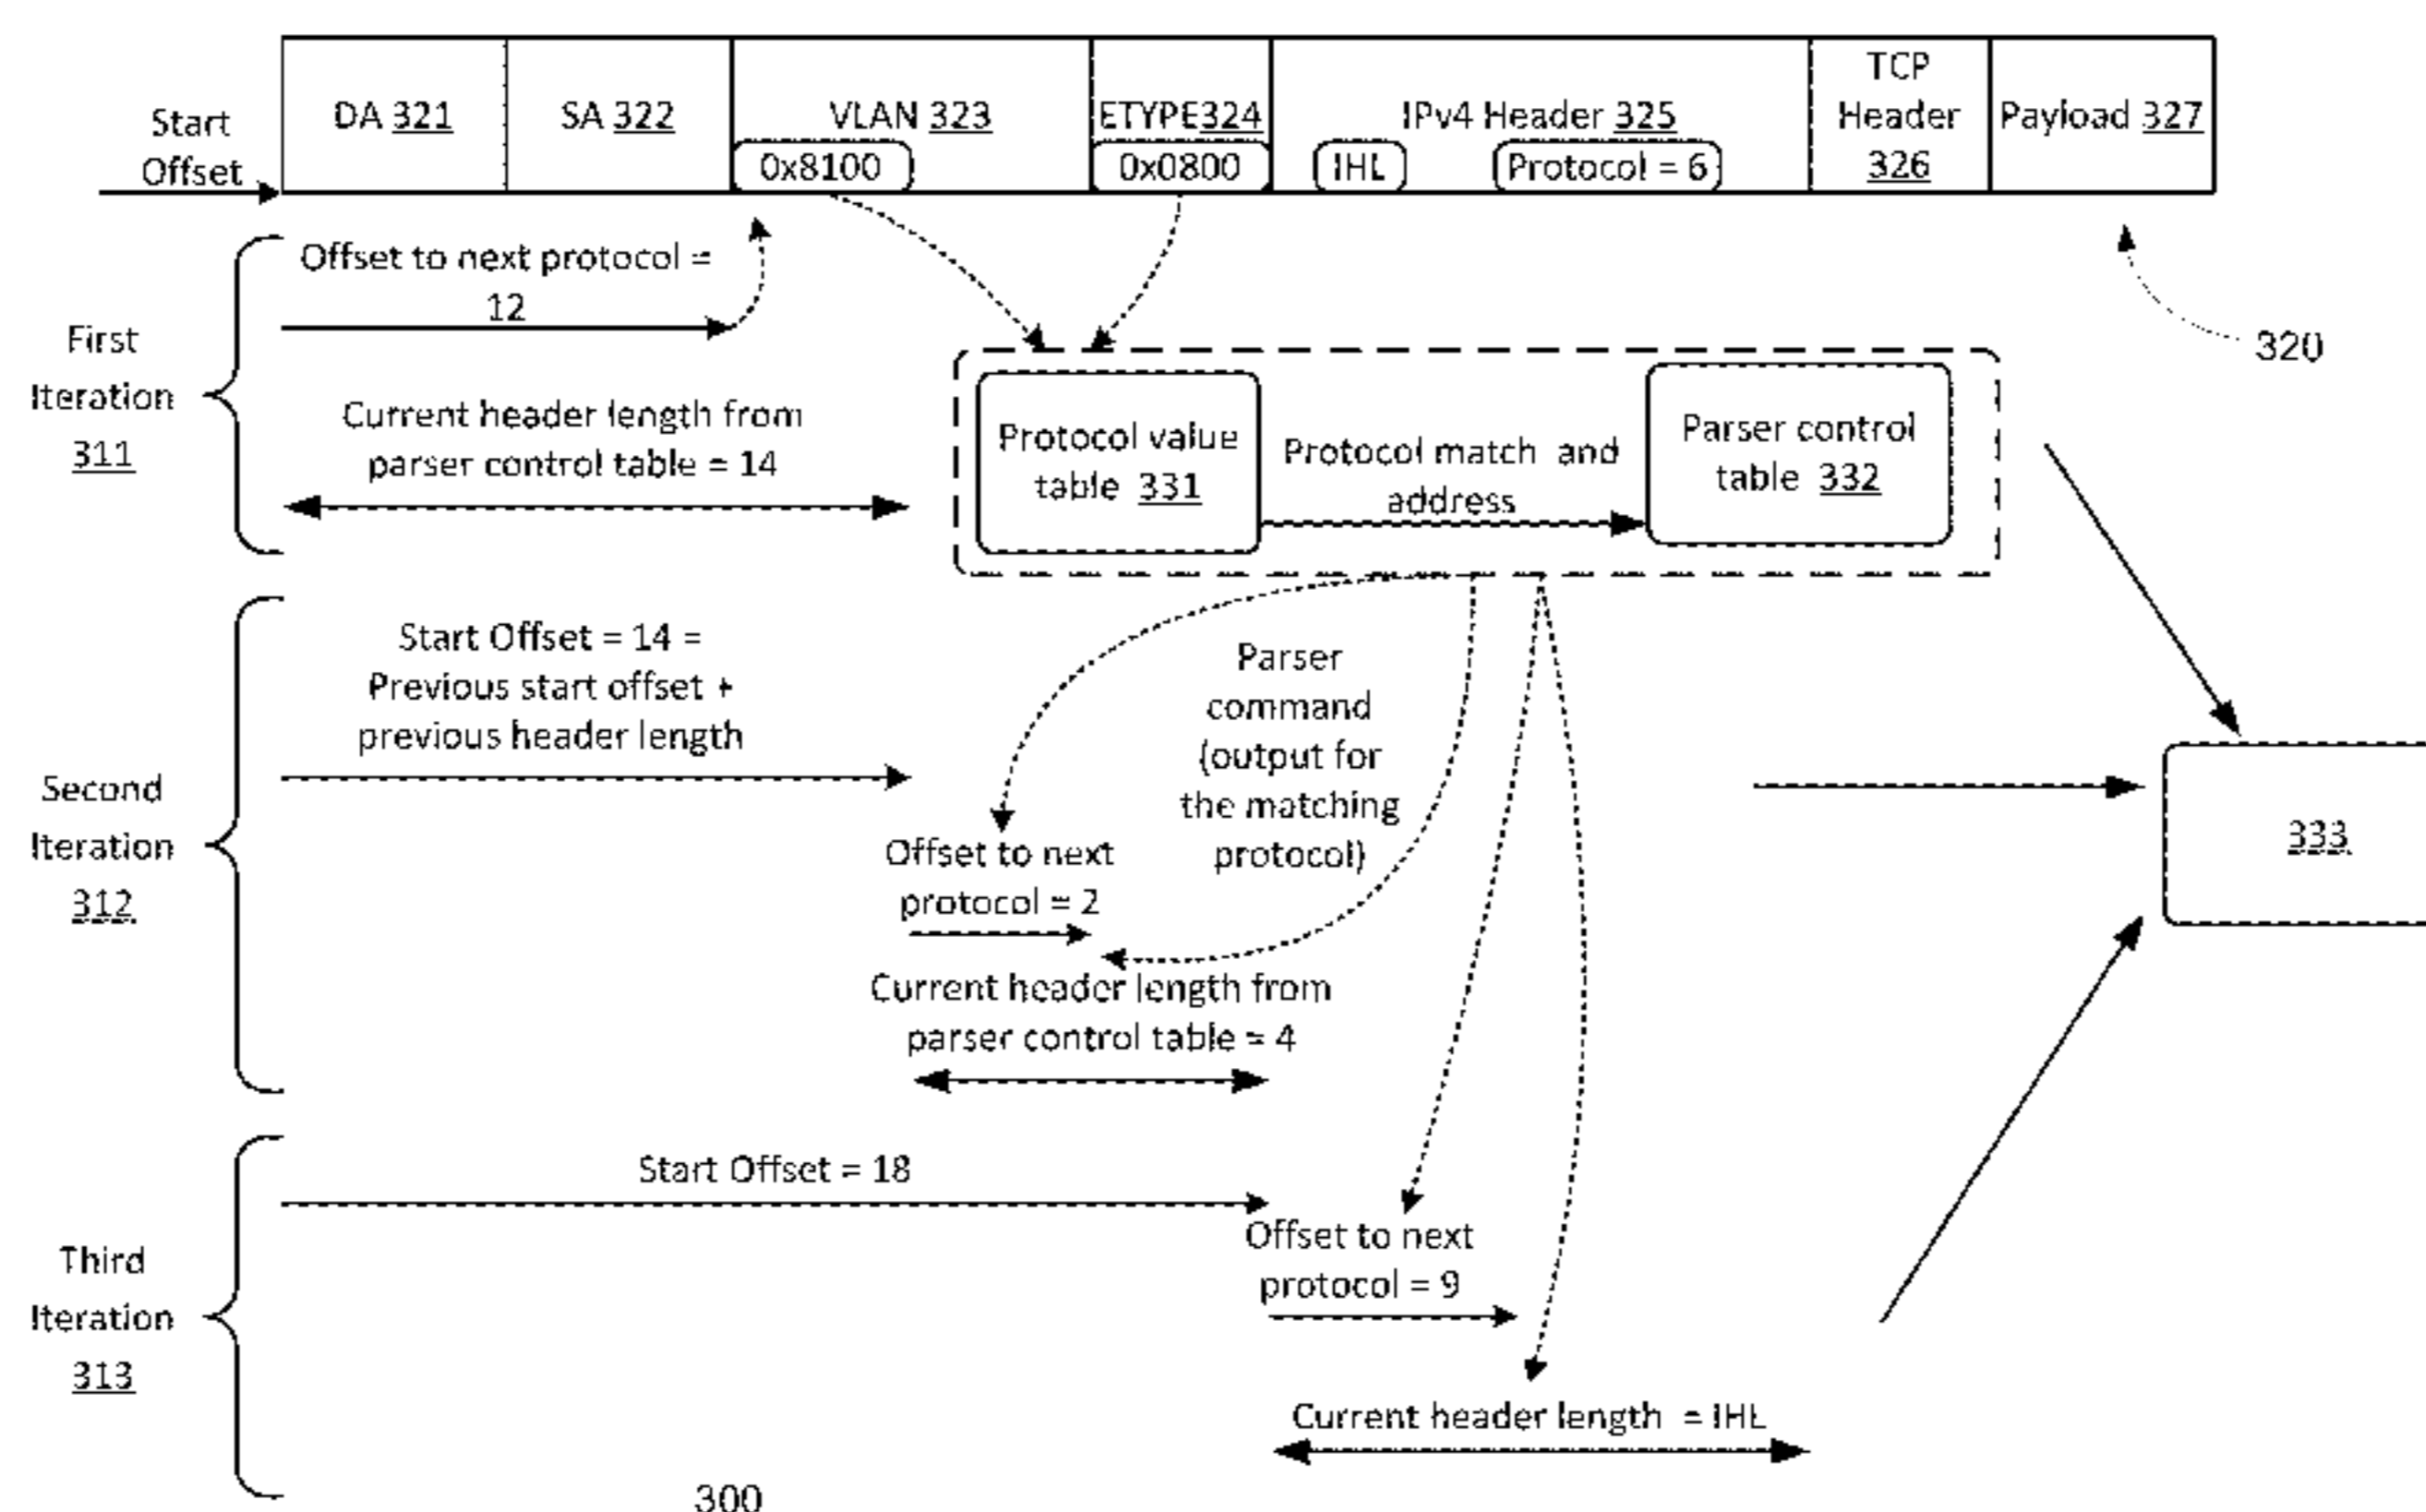 Start
Offset
DA 321
SA 322
VLAN 323
0x8100
ETYPE324
0x0800
IPv4 Header 325
IHL
Protocol = 6
TCP
Header
326
Payload 327
320
First
Iteration
311
Offset to next protocol =
12
Current header length from
parser control table = 14
Protocol value
table 331
Protocol match and
address
Parser control
table 332
Second
Iteration
312
Start Offset = 14 =
Previous start offset +
previous header length
Parser
command
(output for
the matching
protocol)
Offset to next
protocol = 2
Current header length from
parser control table = 4
333
Third
Iteration
313
Start Offset = 18
Offset to next
protocol = 9
Current header length = IHL
300